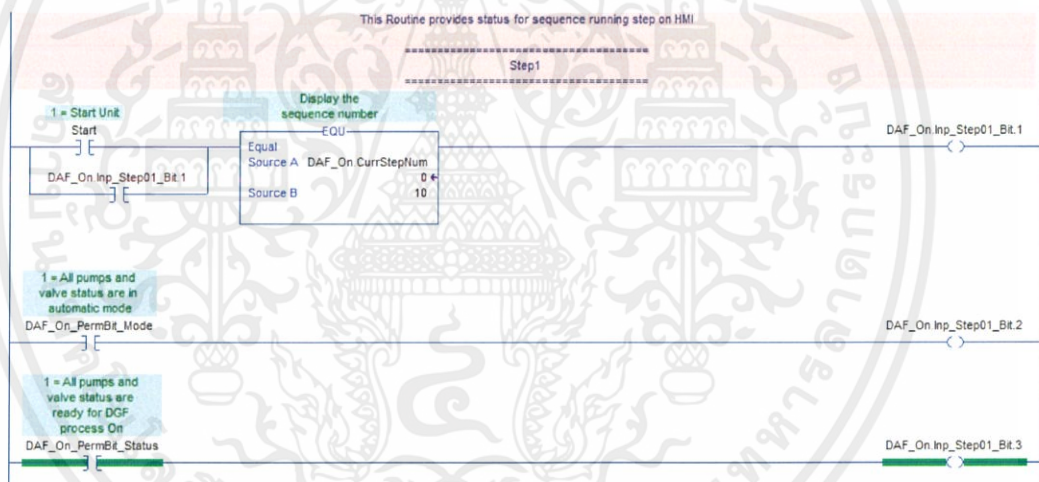 This Routine provides status for sequence running step on HMI
==============================
Step1
==============================
1 = Start Unit
Start
DAF_On.Inp_Step01_Bit.1
Display the
sequence number
EQU
Equal
Source A DAF_On.CurrStepNum
0
Source B 10
DAF_On.Inp_Step01_Bit.1
1 = All pumps and
valve status are in
automatic mode
DAF_On_PermBit_Mode
DAF_On.Inp_Step01_Bit.2
1 = All pumps and
valve status are
ready for DGF
process On
DAF_On_PermBit_Status
DAF_On.Inp_Step01_Bit.3